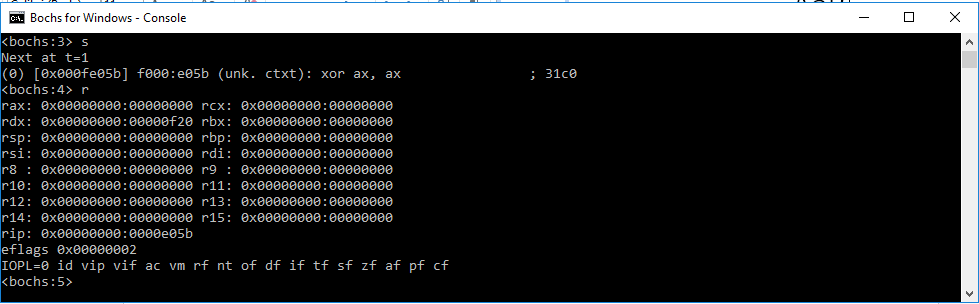 Bochs for Windows - Console
<bochs:3> s
Next at t=1
(0) [0x000fe05b] f000:e05b (unk. ctxt): xor ax, ax                ; 31c0
<bochs:4> r
rax: 0x00000000:00000000 rcx: 0x00000000:00000000
rdx: 0x00000000:00000f20 rbx: 0x00000000:00000000
rsp: 0x00000000:00000000 rbp: 0x00000000:00000000
rsi: 0x00000000:00000000 rdi: 0x00000000:00000000
r8 : 0x00000000:00000000 r9 : 0x00000000:00000000
r10: 0x00000000:00000000 r11: 0x00000000:00000000
r12: 0x00000000:00000000 r13: 0x00000000:00000000
r14: 0x00000000:00000000 r15: 0x00000000:00000000
rip: 0x00000000:0000e05b
eflags 0x00000002
IOPL=0 id vip vif ac vm rf nt of df if tf sf zf af pf cf
<bochs:5>